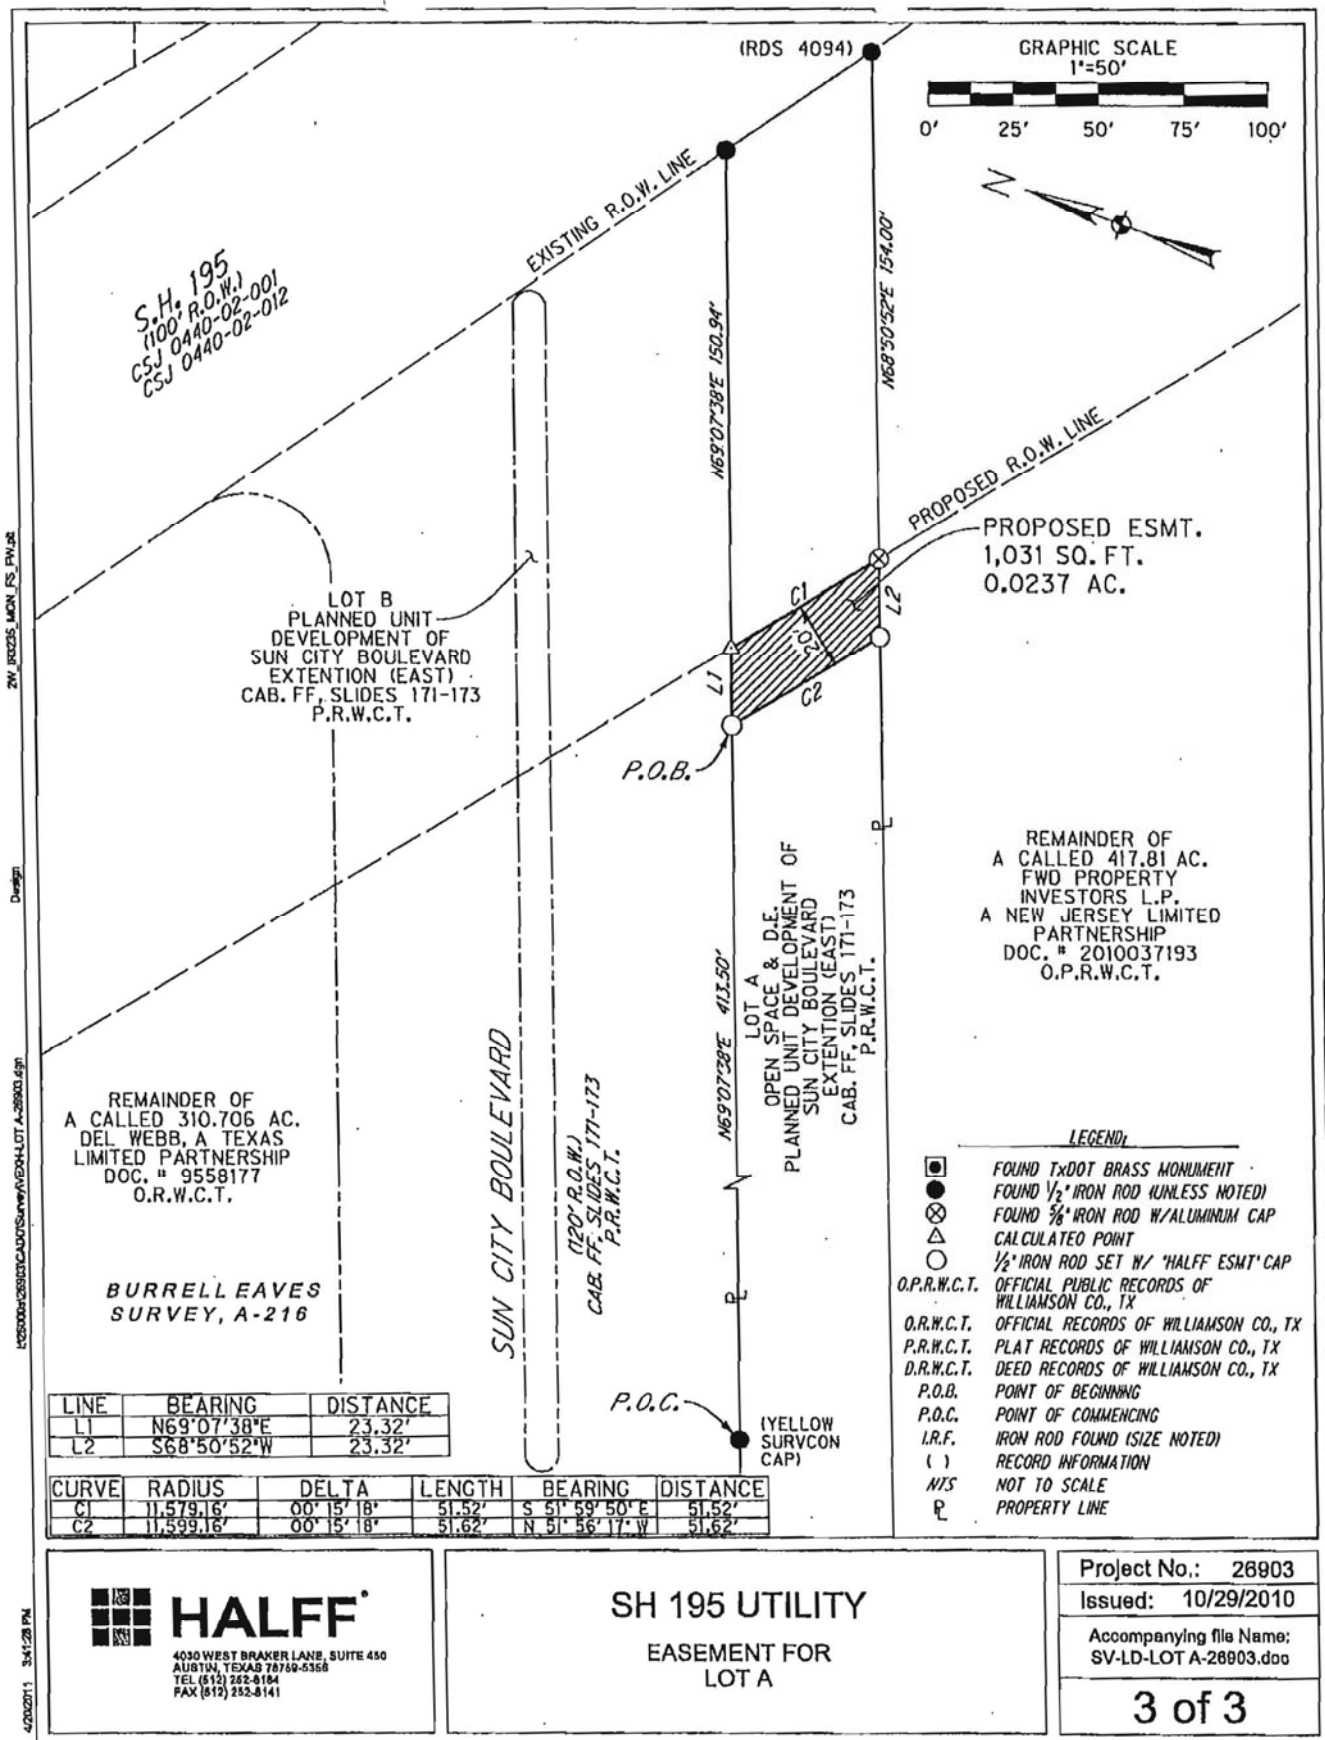 (RDS 4094)
GRAPHIC SCALE
1"=50'
0' 25' 50' 75' 100'
N
EXISTING R.O.W. LINE
S.H. 195
(100' R.O.W.)
CSJ 0440-02-001
CSJ 0440-02-012
N69°07'38"E 150.94'
N68°50'52"E 154.00'
PROPOSED R.O.W. LINE
PROPOSED ESMT.
1,031 SQ. FT.
0.0237 AC.
LOT B
PLANNED UNIT
DEVELOPMENT OF
SUN CITY BOULEVARD
EXTENTION (EAST)
CAB. FF, SLIDES 171-173
P.R.W.C.T.
C1
L2
20'
L1
C2
P.O.B.
PL
REMAINDER OF
A CALLED 417.81 AC.
FWD PROPERTY
INVESTORS L.P.
A NEW JERSEY LIMITED
PARTNERSHIP
DOC. # 2010037193
O.P.R.W.C.T.
N69°07'38"E 413.50'
LOT A
OPEN SPACE & D.E.
PLANNED UNIT DEVELOPMENT OF
SUN CITY BOULEVARD
EXTENTION (EAST)
CAB. FF, SLIDES 171-173
P.R.W.C.T.
REMAINDER OF
A CALLED 310.706 AC.
DEL WEBB, A TEXAS
LIMITED PARTNERSHIP
DOC. # 9558177
O.R.W.C.T.
SUN CITY BOULEVARD
(120' R.O.W.)
CAB. FF, SLIDES 171-173
P.R.W.C.T.
BURRELL EAVES
SURVEY, A-216
PL
P.O.C.
(YELLOW
SURVCON
CAP)
LEGEND:
FOUND TxDOT BRASS MONUMENT
FOUND 1/2" IRON ROD (UNLESS NOTED)
FOUND 5/8" IRON ROD W/ALUMINUM CAP
CALCULATED POINT
1/2" IRON ROD SET W/ "HALFF ESMT" CAP
O.P.R.W.C.T. OFFICIAL PUBLIC RECORDS OF
WILLIAMSON CO., TX
O.R.W.C.T. OFFICIAL RECORDS OF WILLIAMSON CO., TX
P.R.W.C.T. PLAT RECORDS OF WILLIAMSON CO., TX
D.R.W.C.T. DEED RECORDS OF WILLIAMSON CO., TX
P.O.B. POINT OF BEGINNING
P.O.C. POINT OF COMMENCING
I.R.F. IRON ROD FOUND (SIZE NOTED)
( ) RECORD INFORMATION
NTS NOT TO SCALE
PL PROPERTY LINE
LINE BEARING DISTANCE
L1 N69°07'38"E 23.32'
L2 S68°50'52"W 23.32'
CURVE RADIUS DELTA LENGTH BEARING DISTANCE
C1 11,579.16' 00°15'18" 51.52' S 51°59'50" E 51.52'
C2 11,599.16' 00°15'18" 51.62' N 51°56'17" W 51.62'
HALFF
4030 WEST BRAKER LANE, SUITE 450
AUSTIN, TEXAS 78759-5356
TEL (512) 252-8184
FAX (512) 252-8141
SH 195 UTILITY
EASEMENT FOR
LOT A
Project No.: 26903
Issued: 10/29/2010
Accompanying file Name:
SV-LD-LOT A-26903.doc
3 of 3
Design
4/20/2011 3:41:28 PM